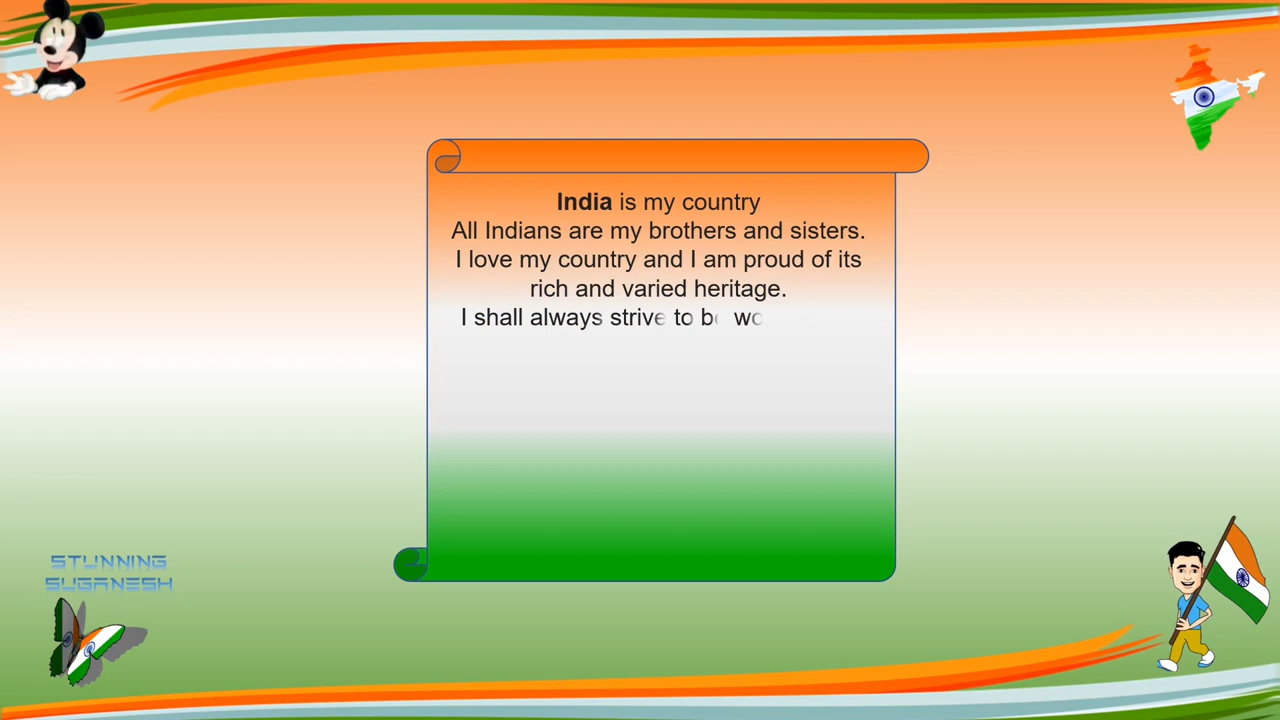 India is my country
All Indians are my brothers and sisters.
I love my country and I am proud of its
rich and varied heritage.
I shall always strive to be
STUNNING
SUGANESH